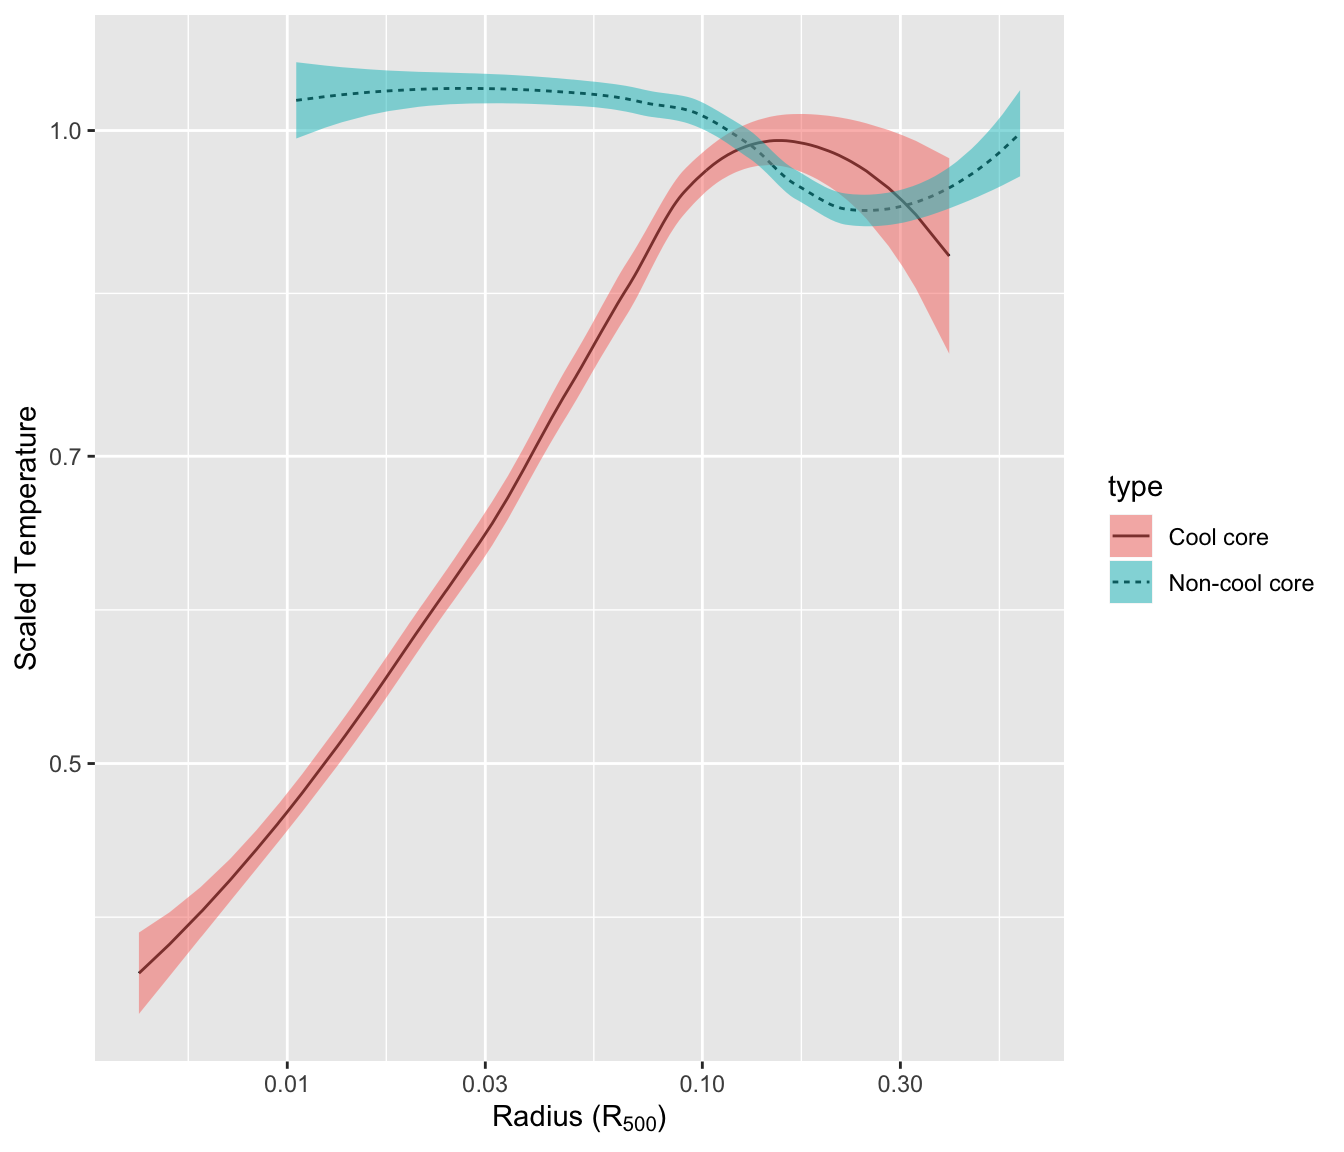 Scaled Temperature
1.0
0.7
0.5
0.01 0.03 0.10 0.30
Radius (R₅₀₀)
type
Cool core
Non-cool core